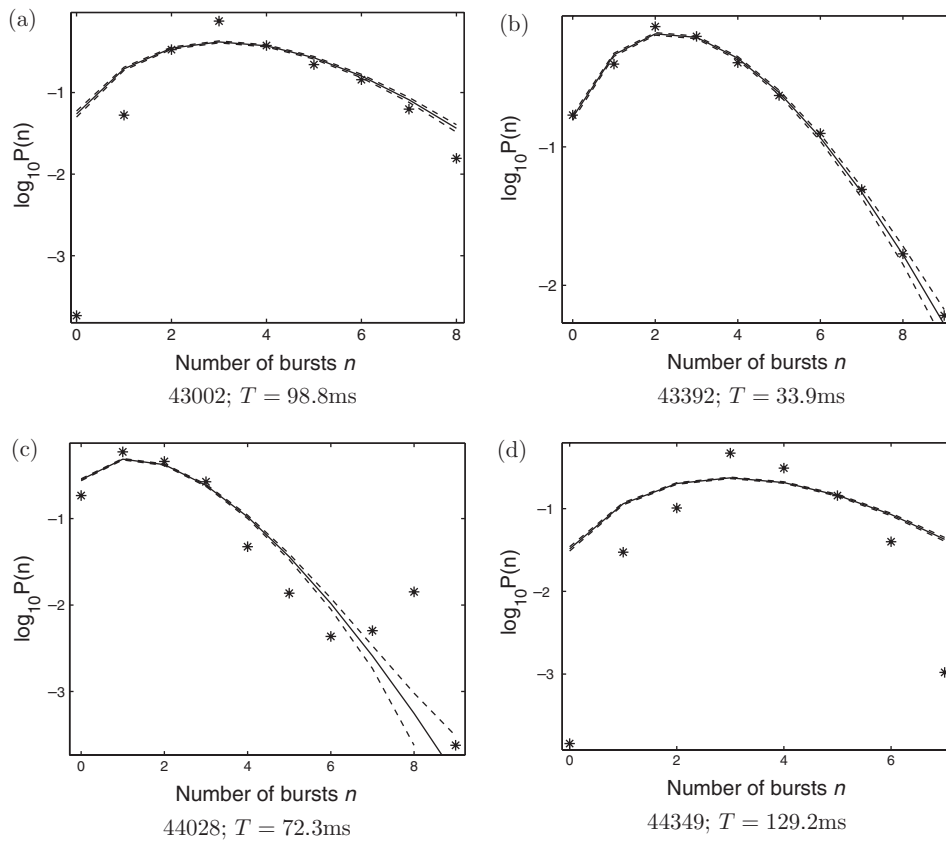 (a)
log10P(n)
−1
−2
−3
0 2 4 6 8
Number of bursts n
43002; T = 98.8ms
(b)
log10P(n)
−1
−2
0 2 4 6 8
Number of bursts n
43392; T = 33.9ms
(c)
log10P(n)
−1
−2
−3
0 2 4 6 8
Number of bursts n
44028; T = 72.3ms
(d)
log10P(n)
−1
−2
−3
0 2 4 6
Number of bursts n
44349; T = 129.2ms